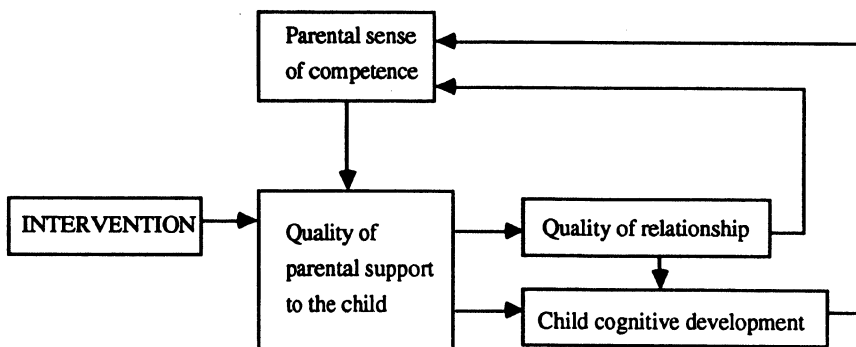 Parental sense
of competence
INTERVENTION
Quality of
parental support
to the child
Quality of relationship
Child cognitive development